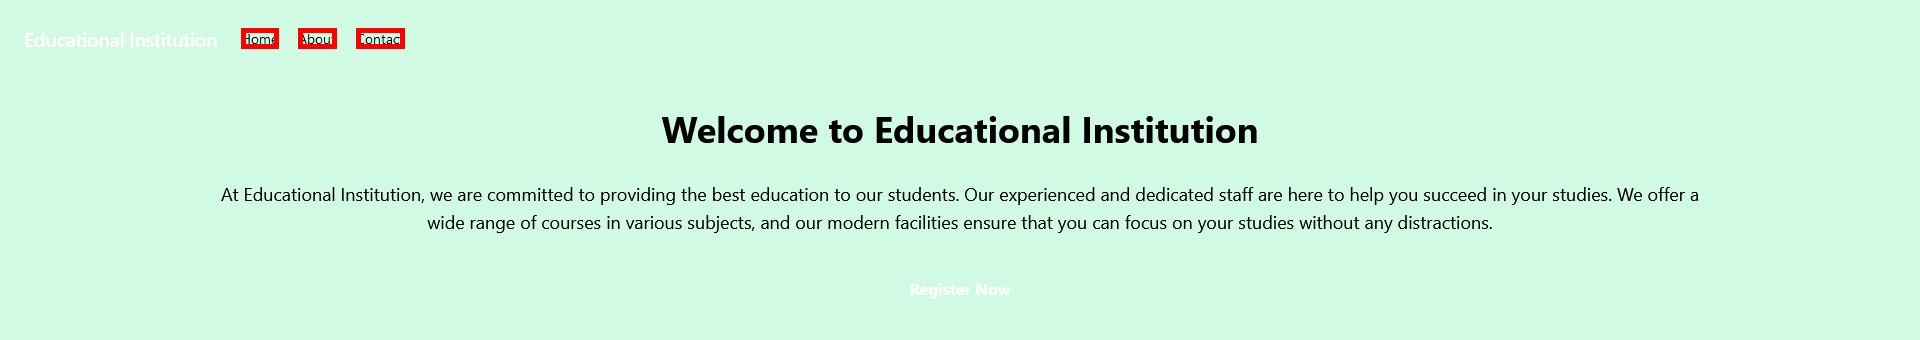 Educational Institution Home About Contact
Welcome to Educational Institution
At Educational Institution, we are committed to providing the best education to our students. Our experienced and dedicated staff are here to help you succeed in your studies. We offer a
wide range of courses in various subjects, and our modern facilities ensure that you can focus on your studies without any distractions.
Register Now